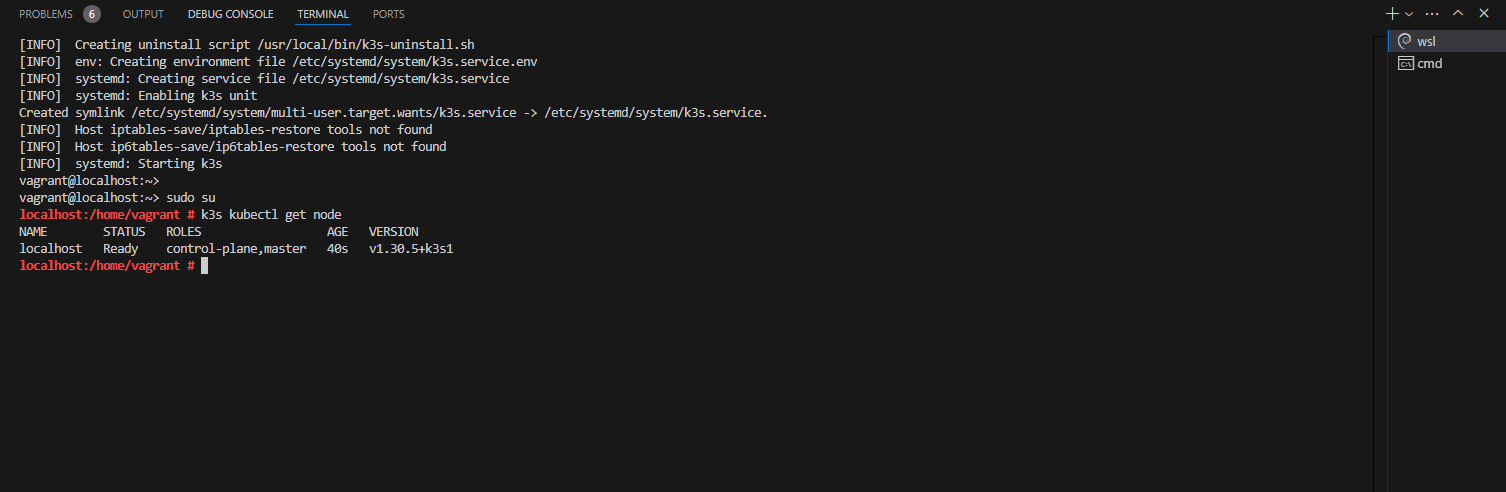 PROBLEMS 6 OUTPUT DEBUG CONSOLE TERMINAL PORTS
[INFO]  Creating uninstall script /usr/local/bin/k3s-uninstall.sh
[INFO]  env: Creating environment file /etc/systemd/system/k3s.service.env
[INFO]  systemd: Creating service file /etc/systemd/system/k3s.service
[INFO]  systemd: Enabling k3s unit
Created symlink /etc/systemd/system/multi-user.target.wants/k3s.service -> /etc/systemd/system/k3s.service.
[INFO]  Host iptables-save/iptables-restore tools not found
[INFO]  Host ip6tables-save/ip6tables-restore tools not found
[INFO]  systemd: Starting k3s
vagrant@localhost:~>
vagrant@localhost:~> sudo su
localhost:/home/vagrant # k3s kubectl get node
NAME        STATUS   ROLES                  AGE   VERSION
localhost   Ready    control-plane,master   40s   v1.30.5+k3s1
localhost:/home/vagrant #
wsl
cmd